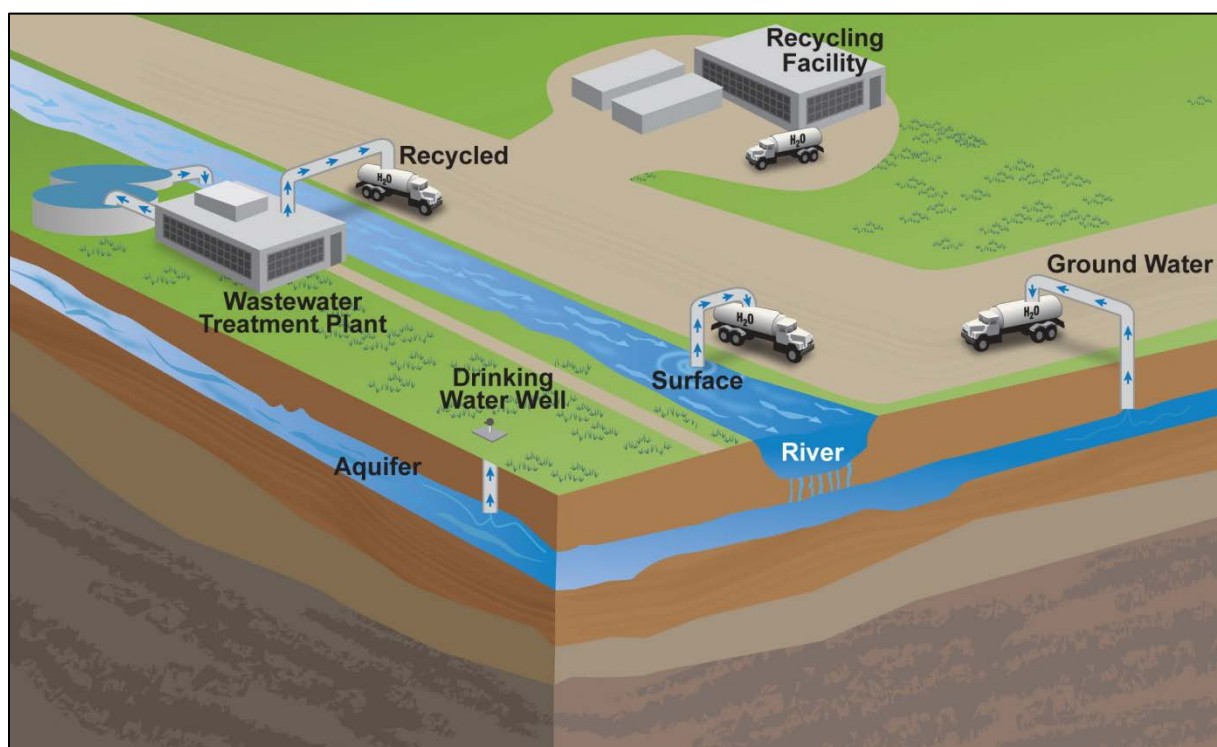 Recycling
Facility
H₂O
Recycled
H₂O
Ground Water
Wastewater
Treatment Plant
H₂O
H₂O
Surface
Drinking
Water Well
River
Aquifer